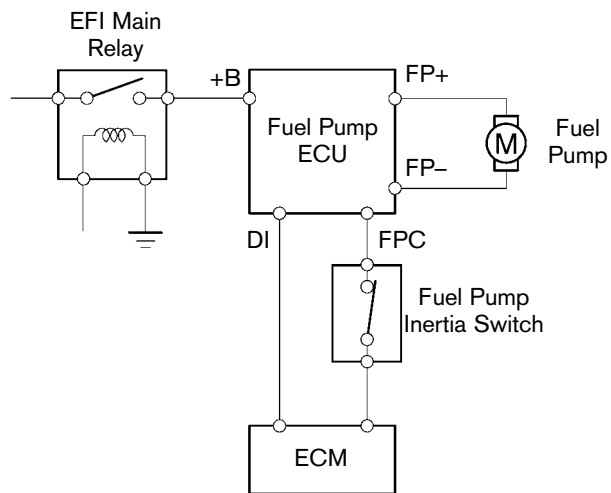 EFI Main
Relay
+B
FP+
Fuel Pump
ECU
M
Fuel
Pump
FP–
DI
FPC
Fuel Pump
Inertia Switch
ECM